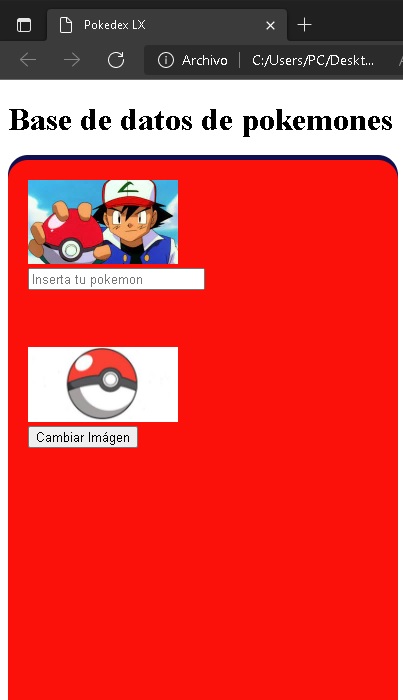 Pokedex LX
Archivo
C:/Users/PC/Deskt...
Base de datos de pokemones
Inserta tu pokemon
Cambiar Imágen